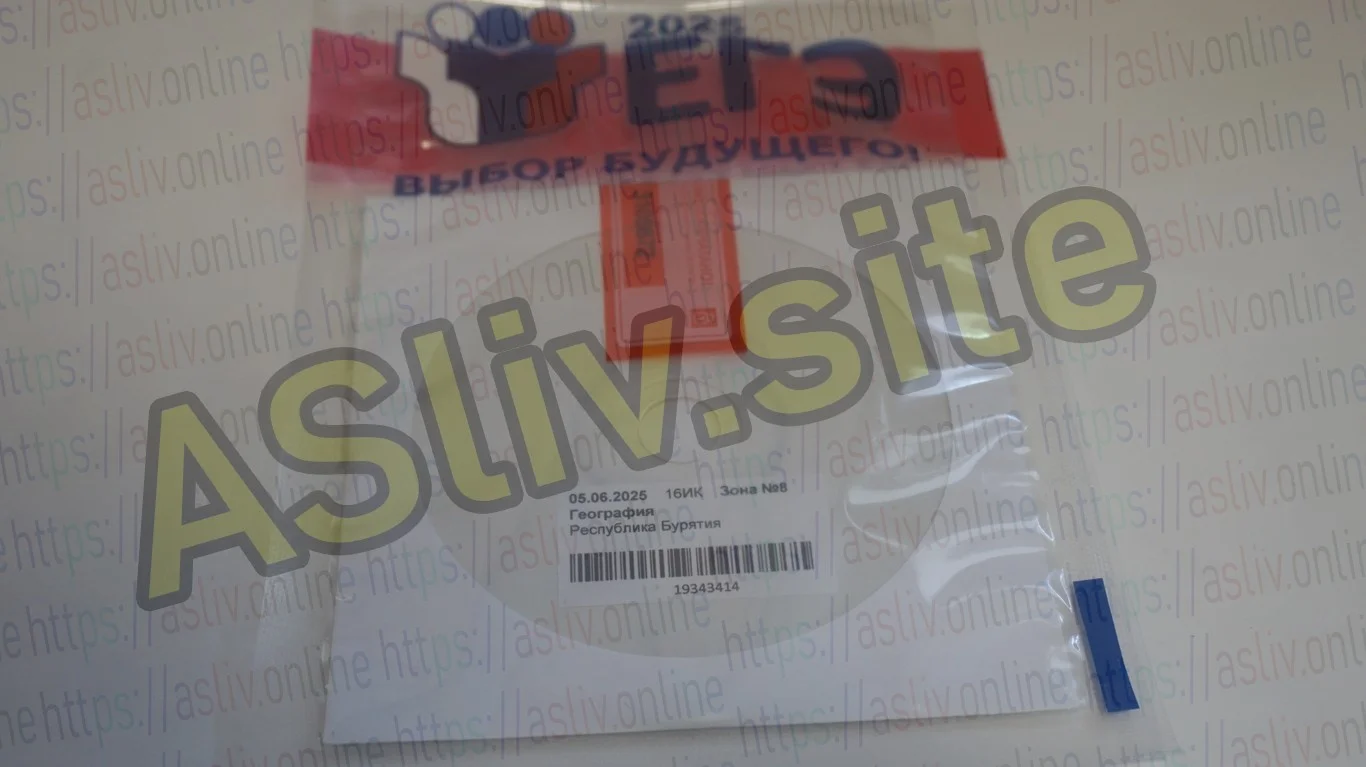 2025
ЕГЭ
ВЫБОР БУДУЩЕГО!
ASliv.site
05.06.2025 16ИК Зона №8
География
Республика Бурятия
19343414
https://asliv.online